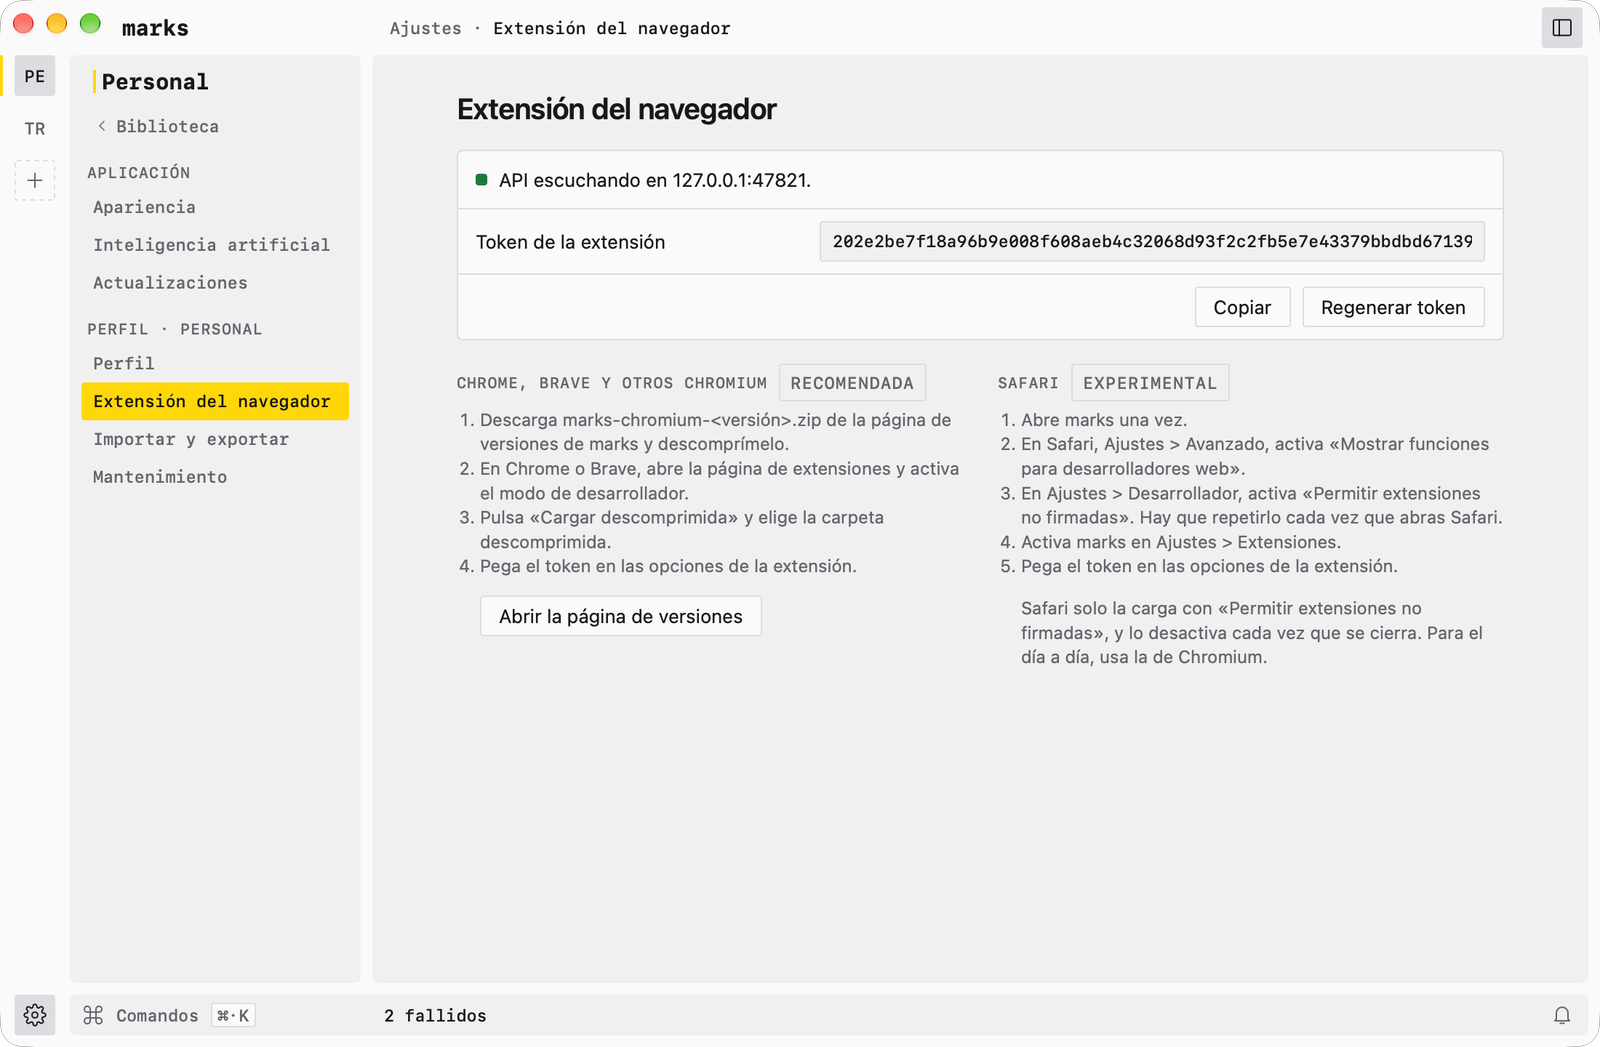 marks
Ajustes · Extensión del navegador
PE
TR
Personal
Biblioteca
APLICACIÓN
Apariencia
Inteligencia artificial
Actualizaciones
PERFIL · PERSONAL
Perfil
Extensión del navegador
Importar y exportar
Mantenimiento
Extensión del navegador
API escuchando en 127.0.0.1:47821.
Token de la extensión
202e2be7f18a96b9e008f608aeb4c32068d93f2c2fb5e7e43379bbdbd67139
Copiar
Regenerar token
CHROME, BRAVE Y OTROS CHROMIUM RECOMENDADA
1. Descarga marks-chromium-<versión>.zip de la página de
versiones de marks y descomprímelo.
2. En Chrome o Brave, abre la página de extensiones y activa
el modo de desarrollador.
3. Pulsa «Cargar descomprimida» y elige la carpeta
descomprimida.
4. Pega el token en las opciones de la extensión.
Abrir la página de versiones
SAFARI EXPERIMENTAL
1. Abre marks una vez.
2. En Safari, Ajustes > Avanzado, activa «Mostrar funciones
para desarrolladores web».
3. En Ajustes > Desarrollador, activa «Permitir extensiones
no firmadas». Hay que repetirlo cada vez que abras Safari.
4. Activa marks en Ajustes > Extensiones.
5. Pega el token en las opciones de la extensión.
Safari solo la carga con «Permitir extensiones no
firmadas», y lo desactiva cada vez que se cierra. Para el
día a día, usa la de Chromium.
⌘ Comandos ⌘·K
2 fallidos